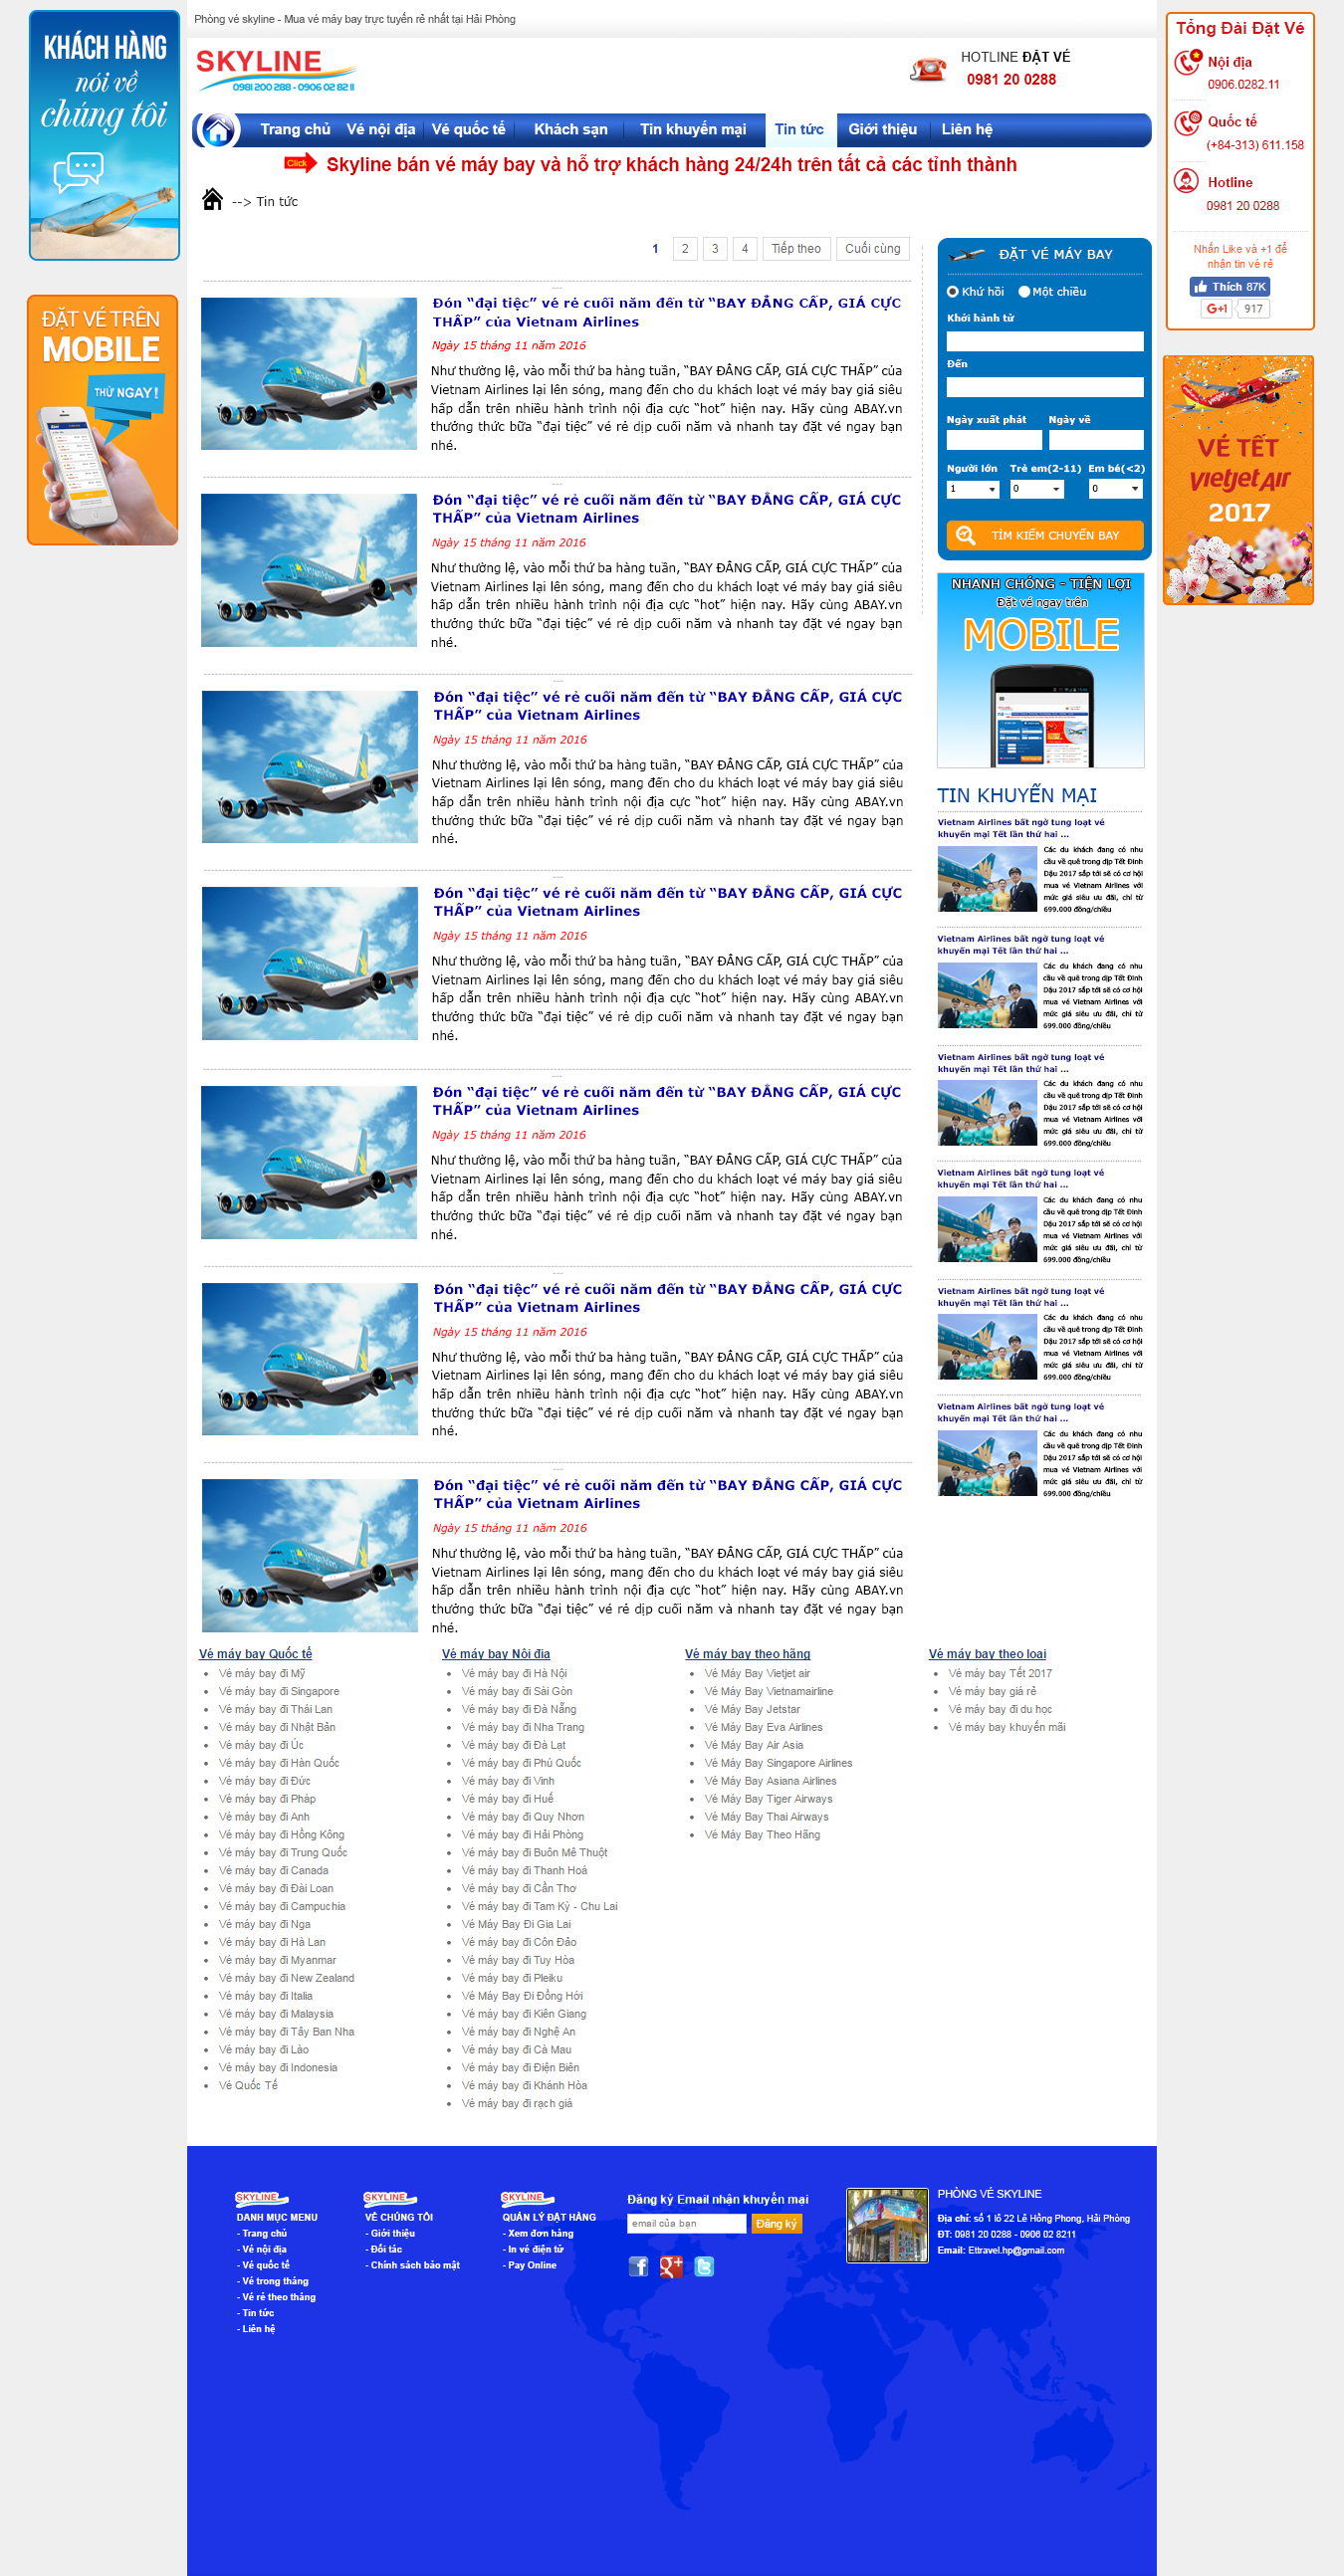 Phòng vé skyline - Mua vé máy bay trực tuyến rẻ nhất tại Hải Phòng
KHÁCH HÀNG
nói về
chúng tôi
ĐẶT VÉ TRÊN
MOBILE
THỬ NGAY!
SKYLINE
0981 200 288 - 0906 02 82 11
HOTLINE ĐẶT VÉ
0981 20 0288
Trang chủ
Vé nội địa
Vé quốc tế
Khách sạn
Tin khuyến mại
Tin tức
Giới thiệu
Liên hệ
Click
Skyline bán vé máy bay và hỗ trợ khách hàng 24/24h trên tất cả các tỉnh thành
--> Tin tức
1 2 3 4 Tiếp theo Cuối cùng
Đón “đại tiệc” vé rẻ cuối năm đến từ “BAY ĐẲNG CẤP, GIÁ CỰC
THẤP” của Vietnam Airlines
Ngày 15 tháng 11 năm 2016
Như thường lệ, vào mỗi thứ ba hàng tuần, “BAY ĐẲNG CẤP, GIÁ CỰC THẤP” của
Vietnam Airlines lại lên sóng, mang đến cho du khách loạt vé máy bay giá siêu
hấp dẫn trên nhiều hành trình nội địa cực “hot” hiện nay. Hãy cùng ABAY.vn
thưởng thức bữa “đại tiệc” vé rẻ dịp cuối năm và nhanh tay đặt vé ngay bạn
nhé.
Đón “đại tiệc” vé rẻ cuối năm đến từ “BAY ĐẲNG CẤP, GIÁ CỰC
THẤP” của Vietnam Airlines
Ngày 15 tháng 11 năm 2016
Như thường lệ, vào mỗi thứ ba hàng tuần, “BAY ĐẲNG CẤP, GIÁ CỰC THẤP” của
Vietnam Airlines lại lên sóng, mang đến cho du khách loạt vé máy bay giá siêu
hấp dẫn trên nhiều hành trình nội địa cực “hot” hiện nay. Hãy cùng ABAY.vn
thưởng thức bữa “đại tiệc” vé rẻ dịp cuối năm và nhanh tay đặt vé ngay bạn
nhé.
Đón “đại tiệc” vé rẻ cuối năm đến từ “BAY ĐẲNG CẤP, GIÁ CỰC
THẤP” của Vietnam Airlines
Ngày 15 tháng 11 năm 2016
Như thường lệ, vào mỗi thứ ba hàng tuần, “BAY ĐẲNG CẤP, GIÁ CỰC THẤP” của
Vietnam Airlines lại lên sóng, mang đến cho du khách loạt vé máy bay giá siêu
hấp dẫn trên nhiều hành trình nội địa cực “hot” hiện nay. Hãy cùng ABAY.vn
thưởng thức bữa “đại tiệc” vé rẻ dịp cuối năm và nhanh tay đặt vé ngay bạn
nhé.
Đón “đại tiệc” vé rẻ cuối năm đến từ “BAY ĐẲNG CẤP, GIÁ CỰC
THẤP” của Vietnam Airlines
Ngày 15 tháng 11 năm 2016
Như thường lệ, vào mỗi thứ ba hàng tuần, “BAY ĐẲNG CẤP, GIÁ CỰC THẤP” của
Vietnam Airlines lại lên sóng, mang đến cho du khách loạt vé máy bay giá siêu
hấp dẫn trên nhiều hành trình nội địa cực “hot” hiện nay. Hãy cùng ABAY.vn
thưởng thức bữa “đại tiệc” vé rẻ dịp cuối năm và nhanh tay đặt vé ngay bạn
nhé.
Đón “đại tiệc” vé rẻ cuối năm đến từ “BAY ĐẲNG CẤP, GIÁ CỰC
THẤP” của Vietnam Airlines
Ngày 15 tháng 11 năm 2016
Như thường lệ, vào mỗi thứ ba hàng tuần, “BAY ĐẲNG CẤP, GIÁ CỰC THẤP” của
Vietnam Airlines lại lên sóng, mang đến cho du khách loạt vé máy bay giá siêu
hấp dẫn trên nhiều hành trình nội địa cực “hot” hiện nay. Hãy cùng ABAY.vn
thưởng thức bữa “đại tiệc” vé rẻ dịp cuối năm và nhanh tay đặt vé ngay bạn
nhé.
Đón “đại tiệc” vé rẻ cuối năm đến từ “BAY ĐẲNG CẤP, GIÁ CỰC
THẤP” của Vietnam Airlines
Ngày 15 tháng 11 năm 2016
Như thường lệ, vào mỗi thứ ba hàng tuần, “BAY ĐẲNG CẤP, GIÁ CỰC THẤP” của
Vietnam Airlines lại lên sóng, mang đến cho du khách loạt vé máy bay giá siêu
hấp dẫn trên nhiều hành trình nội địa cực “hot” hiện nay. Hãy cùng ABAY.vn
thưởng thức bữa “đại tiệc” vé rẻ dịp cuối năm và nhanh tay đặt vé ngay bạn
nhé.
Đón “đại tiệc” vé rẻ cuối năm đến từ “BAY ĐẲNG CẤP, GIÁ CỰC
THẤP” của Vietnam Airlines
Ngày 15 tháng 11 năm 2016
Như thường lệ, vào mỗi thứ ba hàng tuần, “BAY ĐẲNG CẤP, GIÁ CỰC THẤP” của
Vietnam Airlines lại lên sóng, mang đến cho du khách loạt vé máy bay giá siêu
hấp dẫn trên nhiều hành trình nội địa cực “hot” hiện nay. Hãy cùng ABAY.vn
thưởng thức bữa “đại tiệc” vé rẻ dịp cuối năm và nhanh tay đặt vé ngay bạn
nhé.
ĐẶT VÉ MÁY BAY
Khứ hồi Một chiều
Khởi hành từ
Đến
Ngày xuất phát Ngày về
Người lớn Trẻ em(2-11) Em bé(<2)
1 0 0
TÌM KIẾM CHUYẾN BAY
NHANH CHÓNG - TIỆN LỢI
Đặt vé ngay trên
MOBILE
TIN KHUYẾN MẠI
Vietnam Airlines bất ngờ tung loạt vé
khuyến mại Tết lần thứ hai ...
Các du khách đang có nhu
cầu về quê trong dịp Tết Đinh
Dậu 2017 sắp tới sẽ có cơ hội
mua vé Vietnam Airlines với
mức giá siêu ưu đãi, chỉ từ
699.000 đồng/chiều
Vietnam Airlines bất ngờ tung loạt vé
khuyến mại Tết lần thứ hai ...
Các du khách đang có nhu
cầu về quê trong dịp Tết Đinh
Dậu 2017 sắp tới sẽ có cơ hội
mua vé Vietnam Airlines với
mức giá siêu ưu đãi, chỉ từ
699.000 đồng/chiều
Vietnam Airlines bất ngờ tung loạt vé
khuyến mại Tết lần thứ hai ...
Các du khách đang có nhu
cầu về quê trong dịp Tết Đinh
Dậu 2017 sắp tới sẽ có cơ hội
mua vé Vietnam Airlines với
mức giá siêu ưu đãi, chỉ từ
699.000 đồng/chiều
Vietnam Airlines bất ngờ tung loạt vé
khuyến mại Tết lần thứ hai ...
Các du khách đang có nhu
cầu về quê trong dịp Tết Đinh
Dậu 2017 sắp tới sẽ có cơ hội
mua vé Vietnam Airlines với
mức giá siêu ưu đãi, chỉ từ
699.000 đồng/chiều
Vietnam Airlines bất ngờ tung loạt vé
khuyến mại Tết lần thứ hai ...
Các du khách đang có nhu
cầu về quê trong dịp Tết Đinh
Dậu 2017 sắp tới sẽ có cơ hội
mua vé Vietnam Airlines với
mức giá siêu ưu đãi, chỉ từ
699.000 đồng/chiều
Vietnam Airlines bất ngờ tung loạt vé
khuyến mại Tết lần thứ hai ...
Các du khách đang có nhu
cầu về quê trong dịp Tết Đinh
Dậu 2017 sắp tới sẽ có cơ hội
mua vé Vietnam Airlines với
mức giá siêu ưu đãi, chỉ từ
699.000 đồng/chiều
Tổng Đài Đặt Vé
Nội địa
0906.0282.11
Quốc tế
(+84-313) 611.158
Hotline
0981 20 0288
Nhấn Like và +1 để
nhận tin vé rẻ
Thích 87K
G+1 917
VÉ TẾT
vietjetAir
2017
Vé máy bay Quốc tế
Vé máy bay đi Mỹ
Vé máy bay đi Singapore
Vé máy bay đi Thái Lan
Vé máy bay đi Nhật Bản
Vé máy bay đi Úc
Vé máy bay đi Hàn Quốc
Vé máy bay đi Đức
Vé máy bay đi Pháp
Vé máy bay đi Anh
Vé máy bay đi Hồng Kông
Vé máy bay đi Trung Quốc
Vé máy bay đi Canada
Vé máy bay đi Đài Loan
Vé máy bay đi Campuchia
Vé máy bay đi Nga
Vé máy bay đi Hà Lan
Vé máy bay đi Myanmar
Vé máy bay đi New Zealand
Vé máy bay đi Italia
Vé máy bay đi Malaysia
Vé máy bay đi Tây Ban Nha
Vé máy bay đi Lào
Vé máy bay đi Indonesia
Vé Quốc Tế
Vé máy bay Nội địa
Vé máy bay đi Hà Nội
Vé máy bay đi Sài Gòn
Vé máy bay đi Đà Nẵng
Vé máy bay đi Nha Trang
Vé máy bay đi Đà Lạt
Vé máy bay đi Phú Quốc
Vé máy bay đi Vinh
Vé máy bay đi Huế
Vé máy bay đi Quy Nhơn
Vé máy bay đi Hải Phòng
Vé máy bay đi Buôn Mê Thuột
Vé máy bay đi Thanh Hoá
Vé máy bay đi Cần Thơ
Vé máy bay đi Tam Kỳ - Chu Lai
Vé Máy Bay Đi Gia Lai
Vé máy bay đi Côn Đảo
Vé máy bay đi Tuy Hòa
Vé máy bay đi Pleiku
Vé Máy Bay Đi Đồng Hới
Vé máy bay đi Kiên Giang
Vé máy bay đi Nghệ An
Vé máy bay đi Cà Mau
Vé máy bay đi Điện Biên
Vé máy bay đi Khánh Hòa
Vé máy bay đi rạch giá
Vé máy bay theo hãng
Vé Máy Bay Vietjet air
Vé Máy Bay Vietnamairline
Vé Máy Bay Jetstar
Vé Máy Bay Eva Airlines
Vé Máy Bay Air Asia
Vé Máy Bay Singapore Airlines
Vé Máy Bay Asiana Airlines
Vé Máy Bay Tiger Airways
Vé Máy Bay Thai Airways
Vé Máy Bay Theo Hãng
Vé máy bay theo loại
Vé máy bay Tết 2017
Vé máy bay giá rẻ
Vé máy bay đi du học
Vé máy bay khuyến mãi
SKYLINE
DANH MỤC MENU
- Trang chủ
- Vé nội địa
- Vé quốc tế
- Vé trong tháng
- Vé rẻ theo tháng
- Tin tức
- Liên hệ
SKYLINE
VỀ CHÚNG TÔI
- Giới thiệu
- Đối tác
- Chính sách bảo mật
SKYLINE
QUẢN LÝ ĐẶT HÀNG
- Xem đơn hàng
- In vé điện tử
- Pay Online
Đăng ký Email nhận khuyến mại
email của bạn
Đăng ký
PHÒNG VÉ SKYLINE
Địa chỉ: số 1 lô 22 Lê Hồng Phong, Hải Phòng
ĐT: 0981 20 0288 - 0906 02 8211
Email: Ettravel.hp@gmail.com